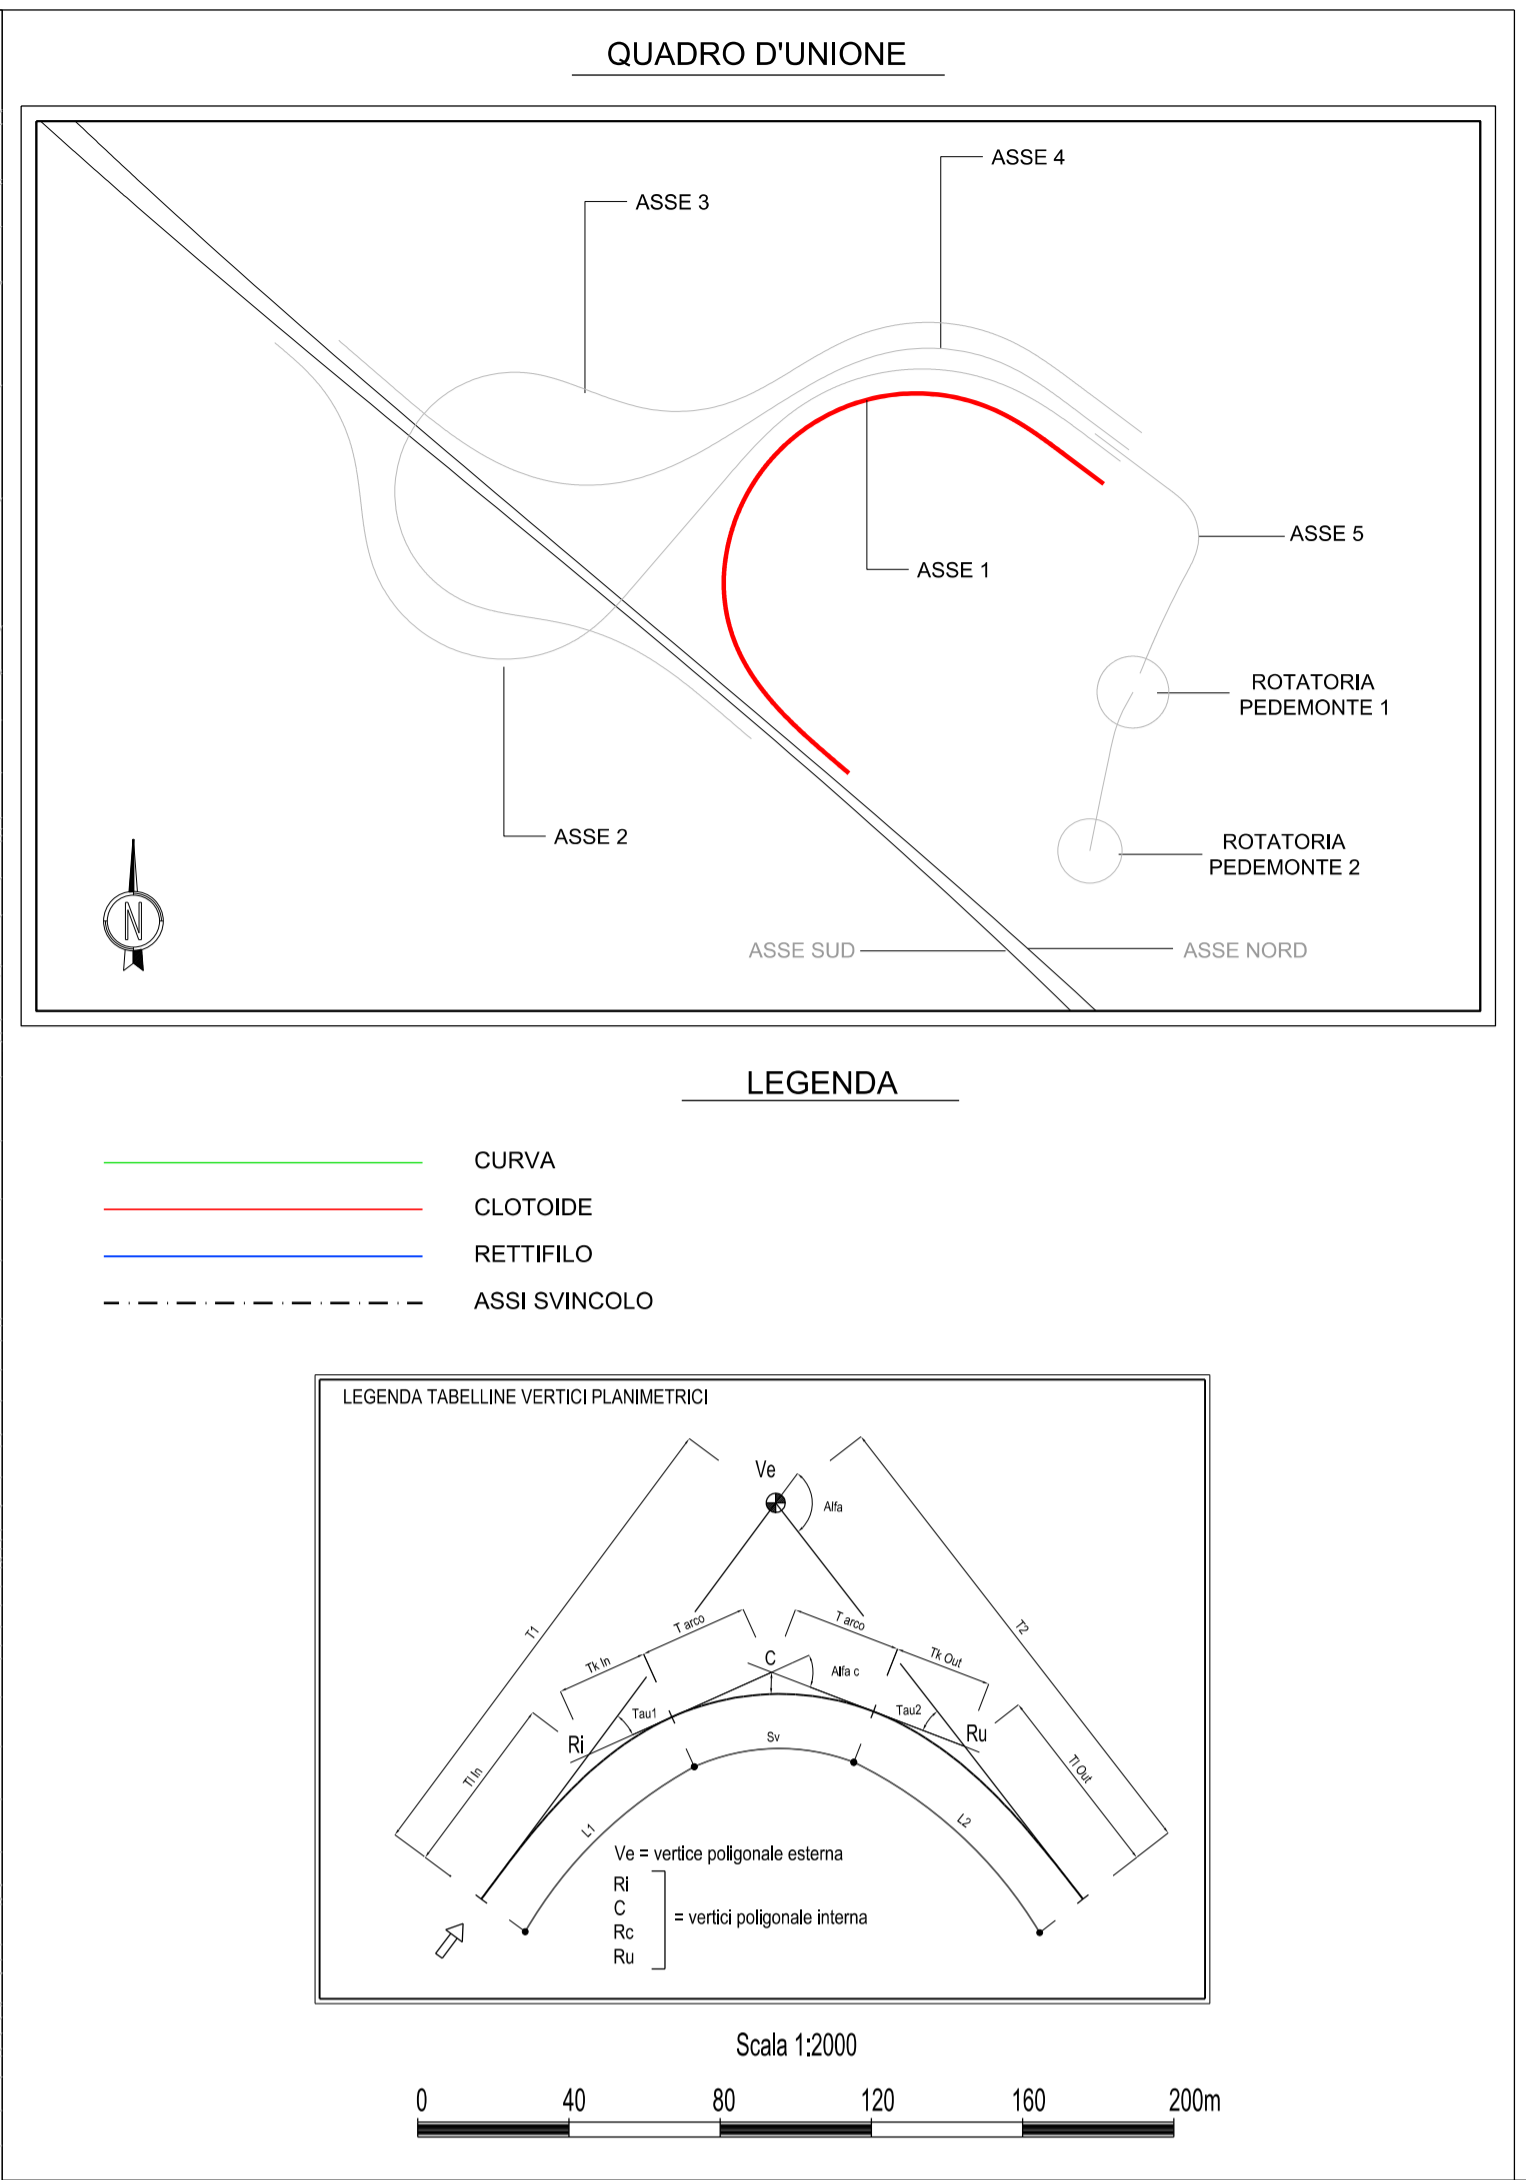 QUADRO D'UNIONE
ASSE 4
ASSE 3
ASSE 5
ASSE 1
ROTATORIA
PEDEMONTE 1
ASSE 2
ROTATORIA
PEDEMONTE 2
N
ASSE SUD
ASSE NORD
LEGENDA
CURVA
CLOTOIDE
RETTIFILO
ASSI SVINCOLO
LEGENDA TABELLINE VERTICI PLANIMETRICI
Ve
Alfa
T1
T arco
T arco
T2
Tk In
C
Alfa c
Tk Out
Tau1
Tau2
Ri
Ru
Sv
Tl In
Tl Out
L1
L2
Ve = vertice poligonale esterna
Ri
C
= vertici poligonale interna
Rc
Ru
Scala 1:2000
0 40 80 120 160 200m